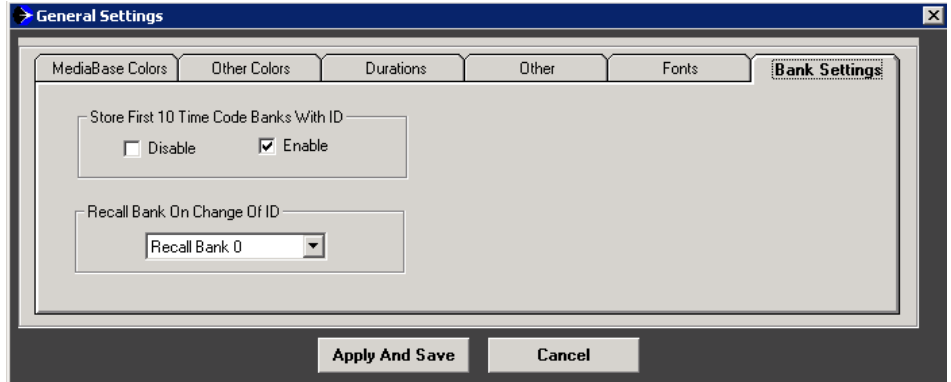 General Settings
MediaBase Colors
Other Colors
Durations
Other
Fonts
Bank Settings
Store First 10 Time Code Banks With ID
Disable
Enable
Recall Bank On Change Of ID
Recall Bank 0
Apply And Save
Cancel